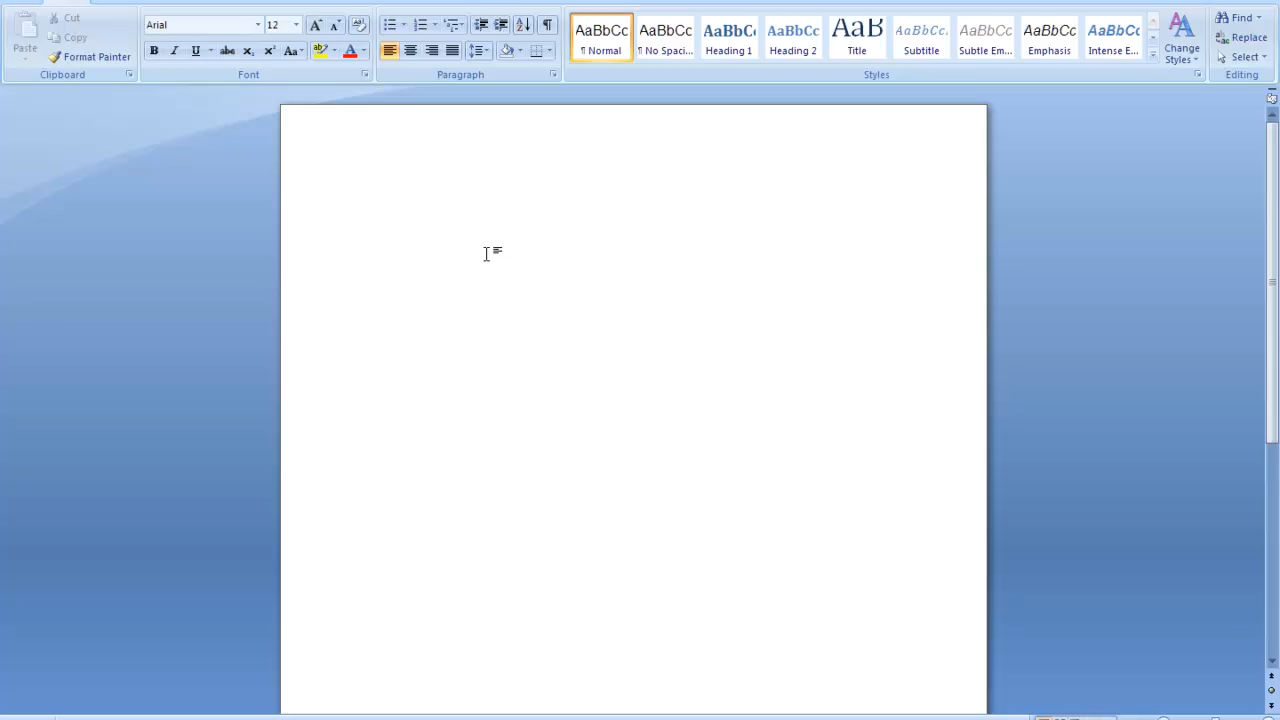 Paste
Cut
Copy
Format Painter
Clipboard
Arial
12
Font
Paragraph
AaBbCc
¶ Normal
AaBbCc
¶ No Spaci...
AaBbC
Heading 1
AaBbCc
Heading 2
AaB
Title
AaBbCc.
Subtitle
AaBbCc
Subtle Em...
AaBbCc
Emphasis
AaBbCc
Intense E...
Change
Styles
Styles
Find
Replace
Select
Editing